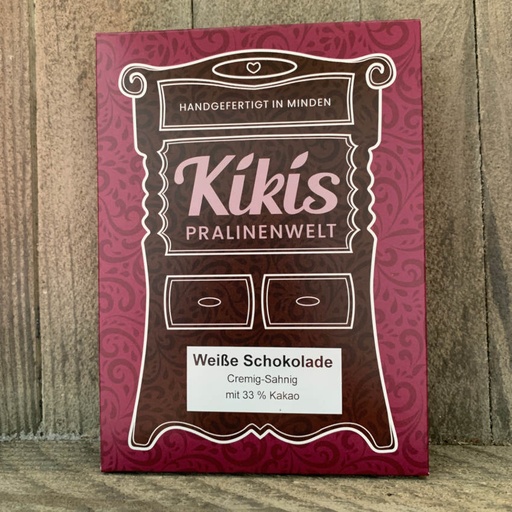 HANDGEFERTIGT IN MINDEN
Kikis
PRALINENWELT
Weiße Schokolade
Cremig-Sahnig
mit 33 % Kakao